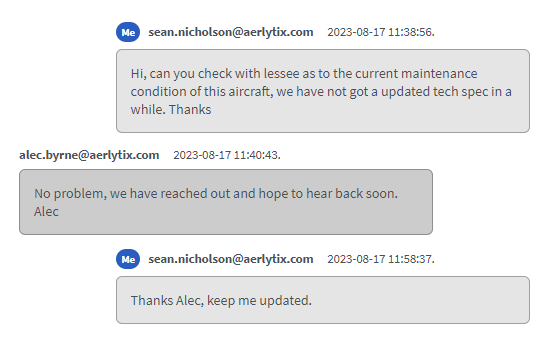 Me sean.nicholson@aerlytix.com 2023-08-17 11:38:56.
Hi, can you check with lessee as to the current maintenance
condition of this aircraft, we have not got a updated tech spec in a
while. Thanks
alec.byrne@aerlytix.com 2023-08-17 11:40:43.
No problem, we have reached out and hope to hear back soon.
Alec
Me sean.nicholson@aerlytix.com 2023-08-17 11:58:37.
Thanks Alec, keep me updated.